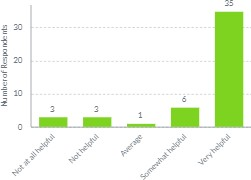 Number of Respondents
35
30
20
10
0
3
3
1
6
Not at all helpful
Not helpful
Average
Somewhat helpful
Very helpful